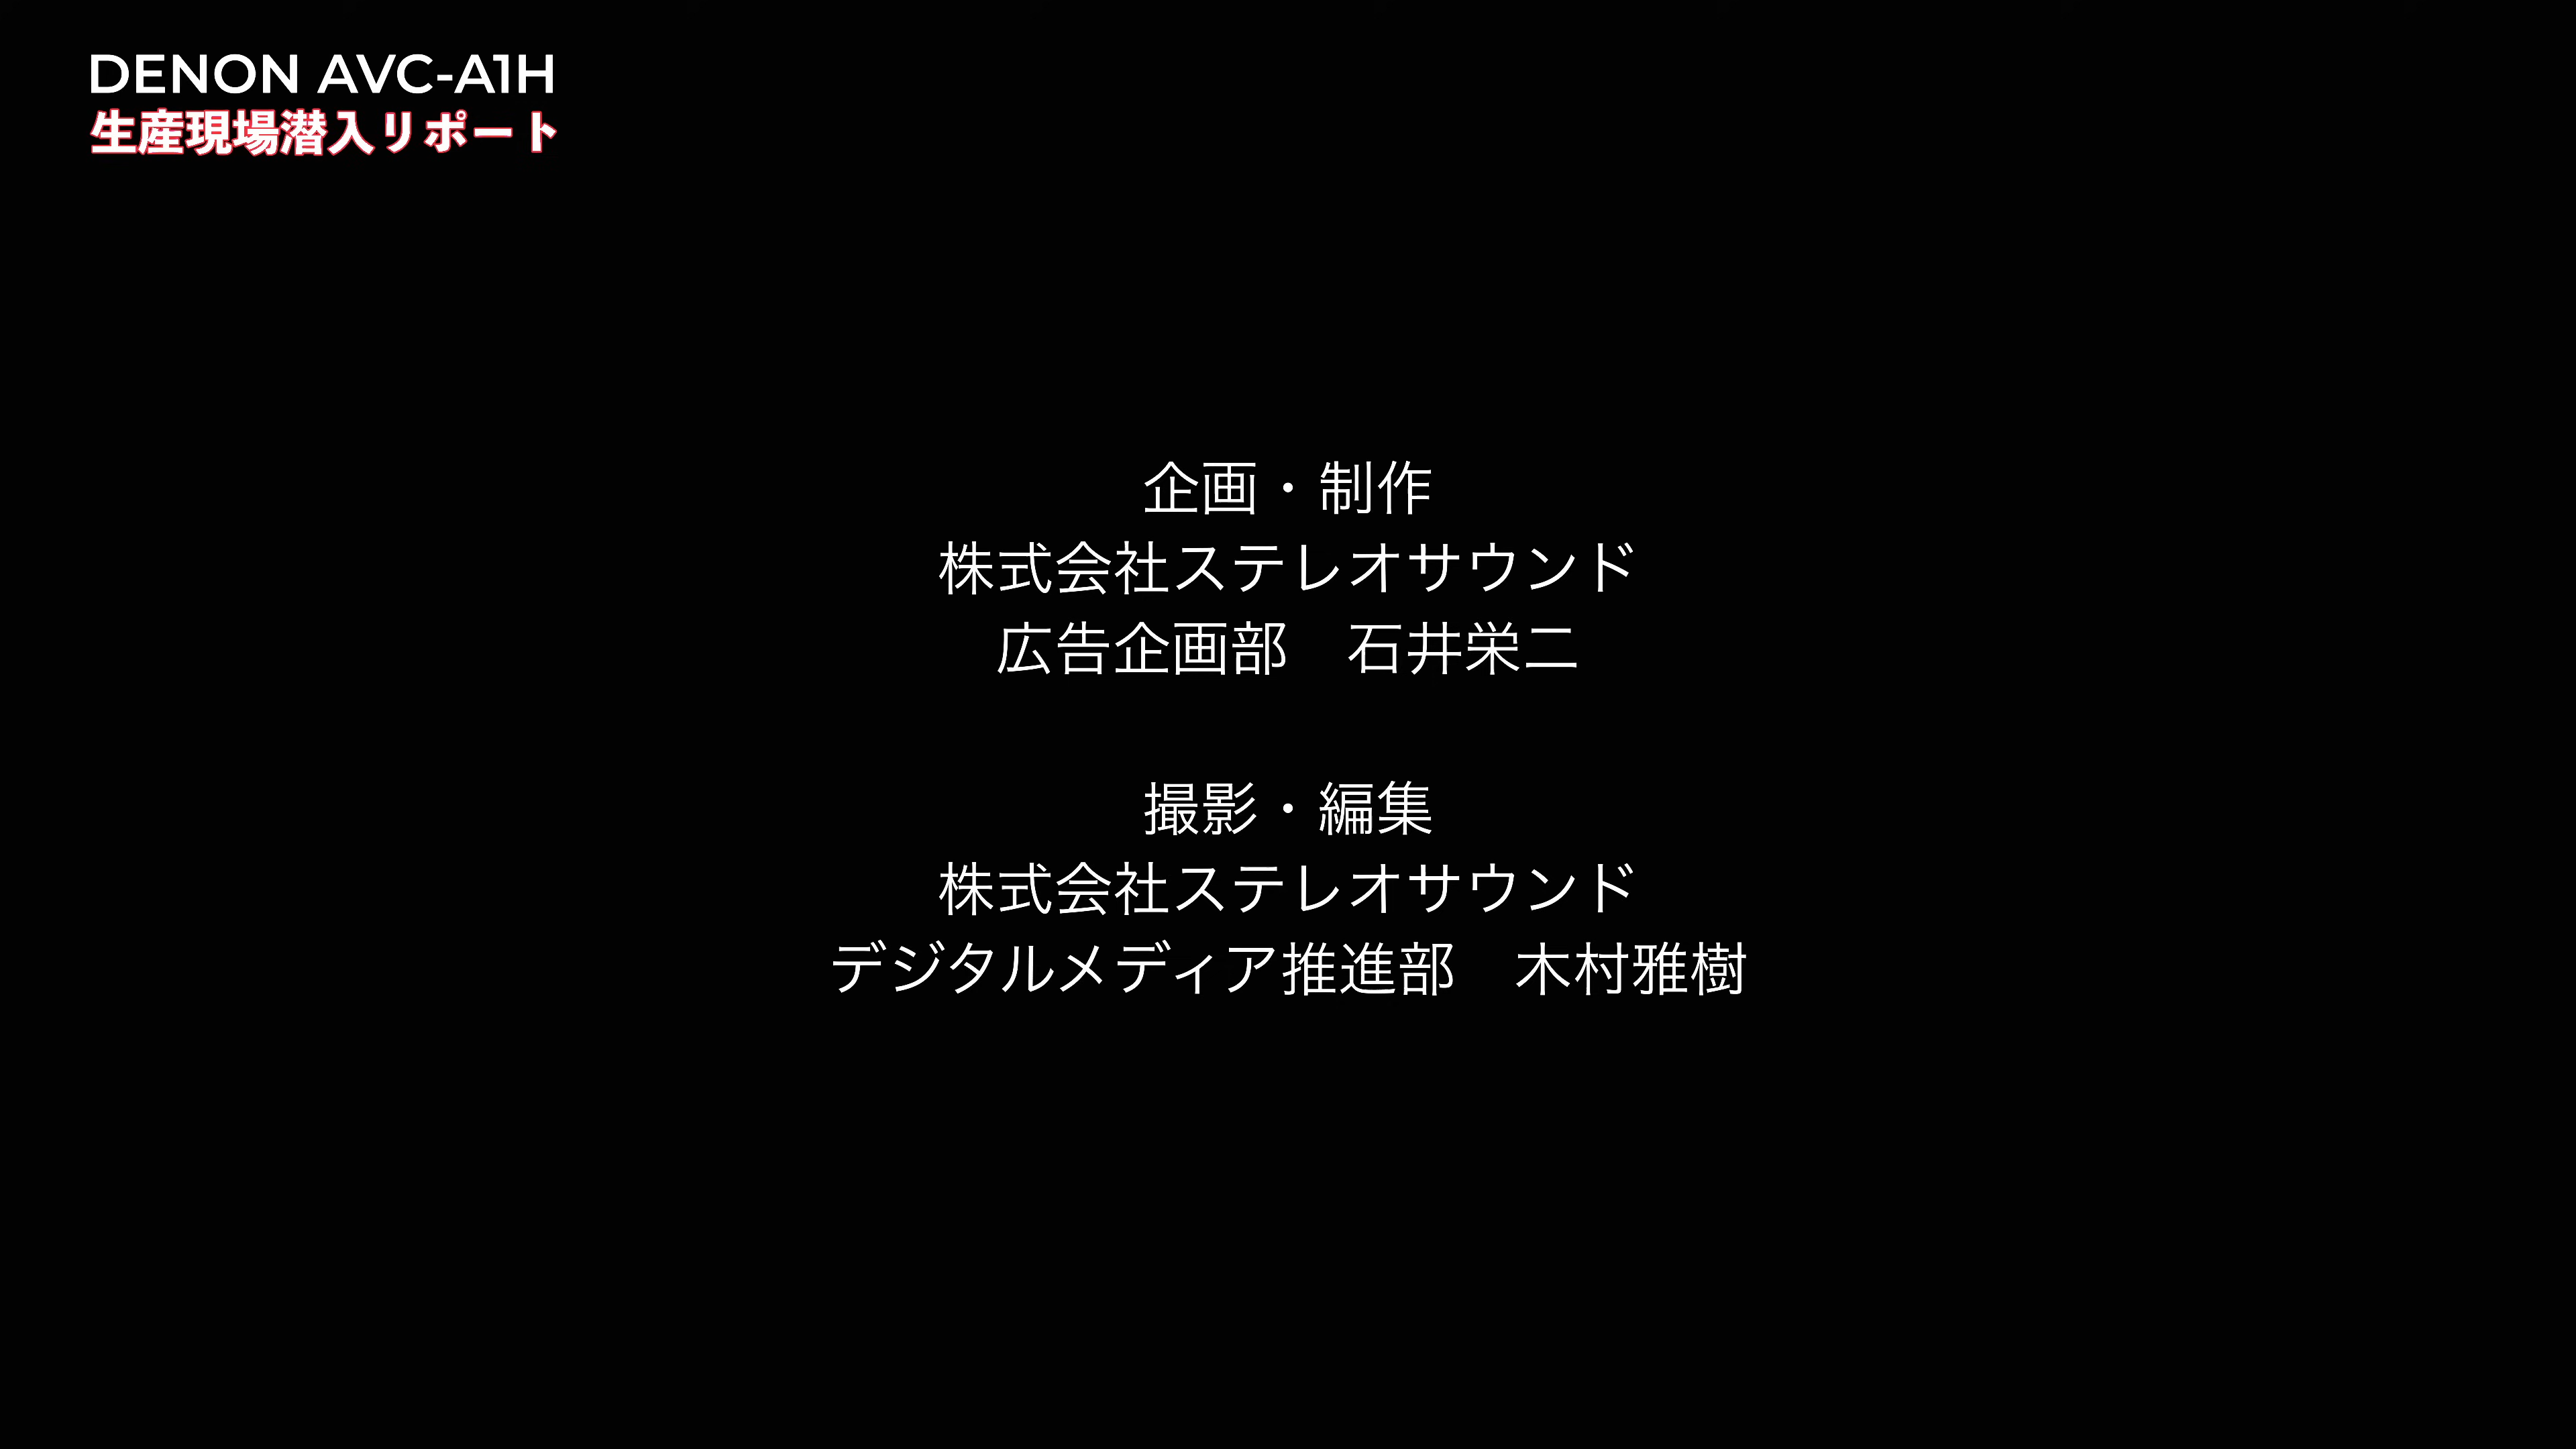 DENON AVC-A1H
生産現場潜入リポート
企画・制作
株式会社ステレオサウンド
広告企画部　石井栄二
撮影・編集
株式会社ステレオサウンド
デジタルメディア推進部　木村雅樹